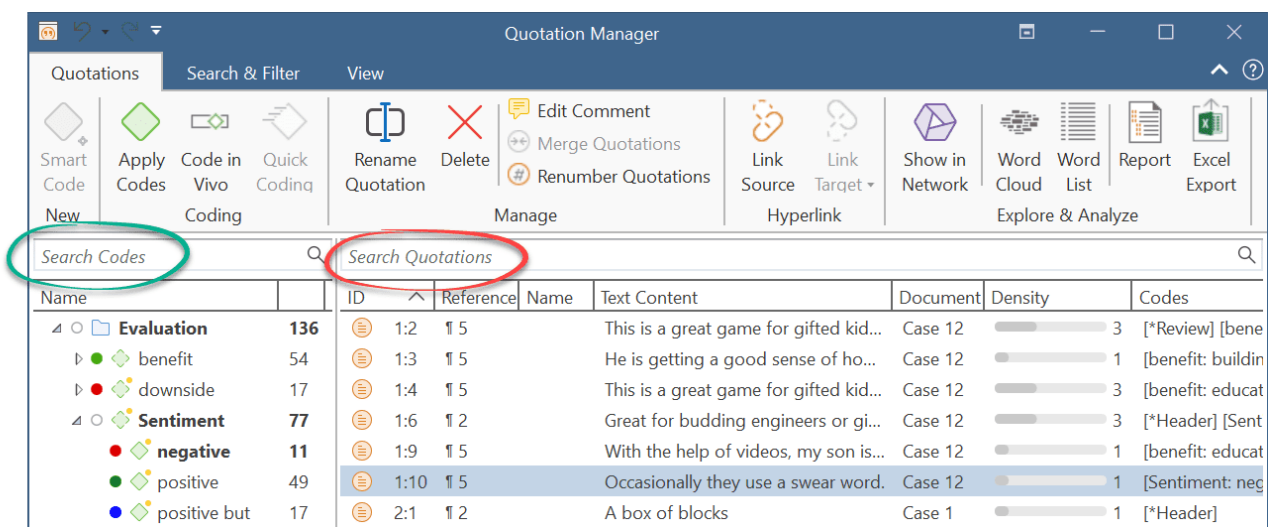 Quotation Manager
Quotations Search & Filter View
Smart Code
Apply Codes
Code in Vivo
Quick Coding
Rename Quotation
Delete
Edit Comment
Merge Quotations
Renumber Quotations
Link Source
Link Target
Show in Network
Word Cloud
Word List
Report
Excel Export
New Coding Manage Hyperlink Explore & Analyze
Search Codes Search Quotations
Name ID Reference Name Text Content Document Density Codes
Evaluation 136 1:2 ¶ 5 This is a great game for gifted kid... Case 12 3 [*Review] [bene
benefit 54 1:3 ¶ 5 He is getting a good sense of ho... Case 12 1 [benefit: buildin
downside 17 1:4 ¶ 5 This is a great game for gifted kid... Case 12 3 [benefit: educat
Sentiment 77 1:6 ¶ 2 Great for budding engineers or gi... Case 12 3 [*Header] [Sent
negative 11 1:9 ¶ 5 With the help of videos, my son is... Case 12 1 [benefit: educat
positive 49 1:10 ¶ 5 Occasionally they use a swear word. Case 12 1 [Sentiment: neg
positive but 17 2:1 ¶ 2 A box of blocks Case 1 1 [*Header]